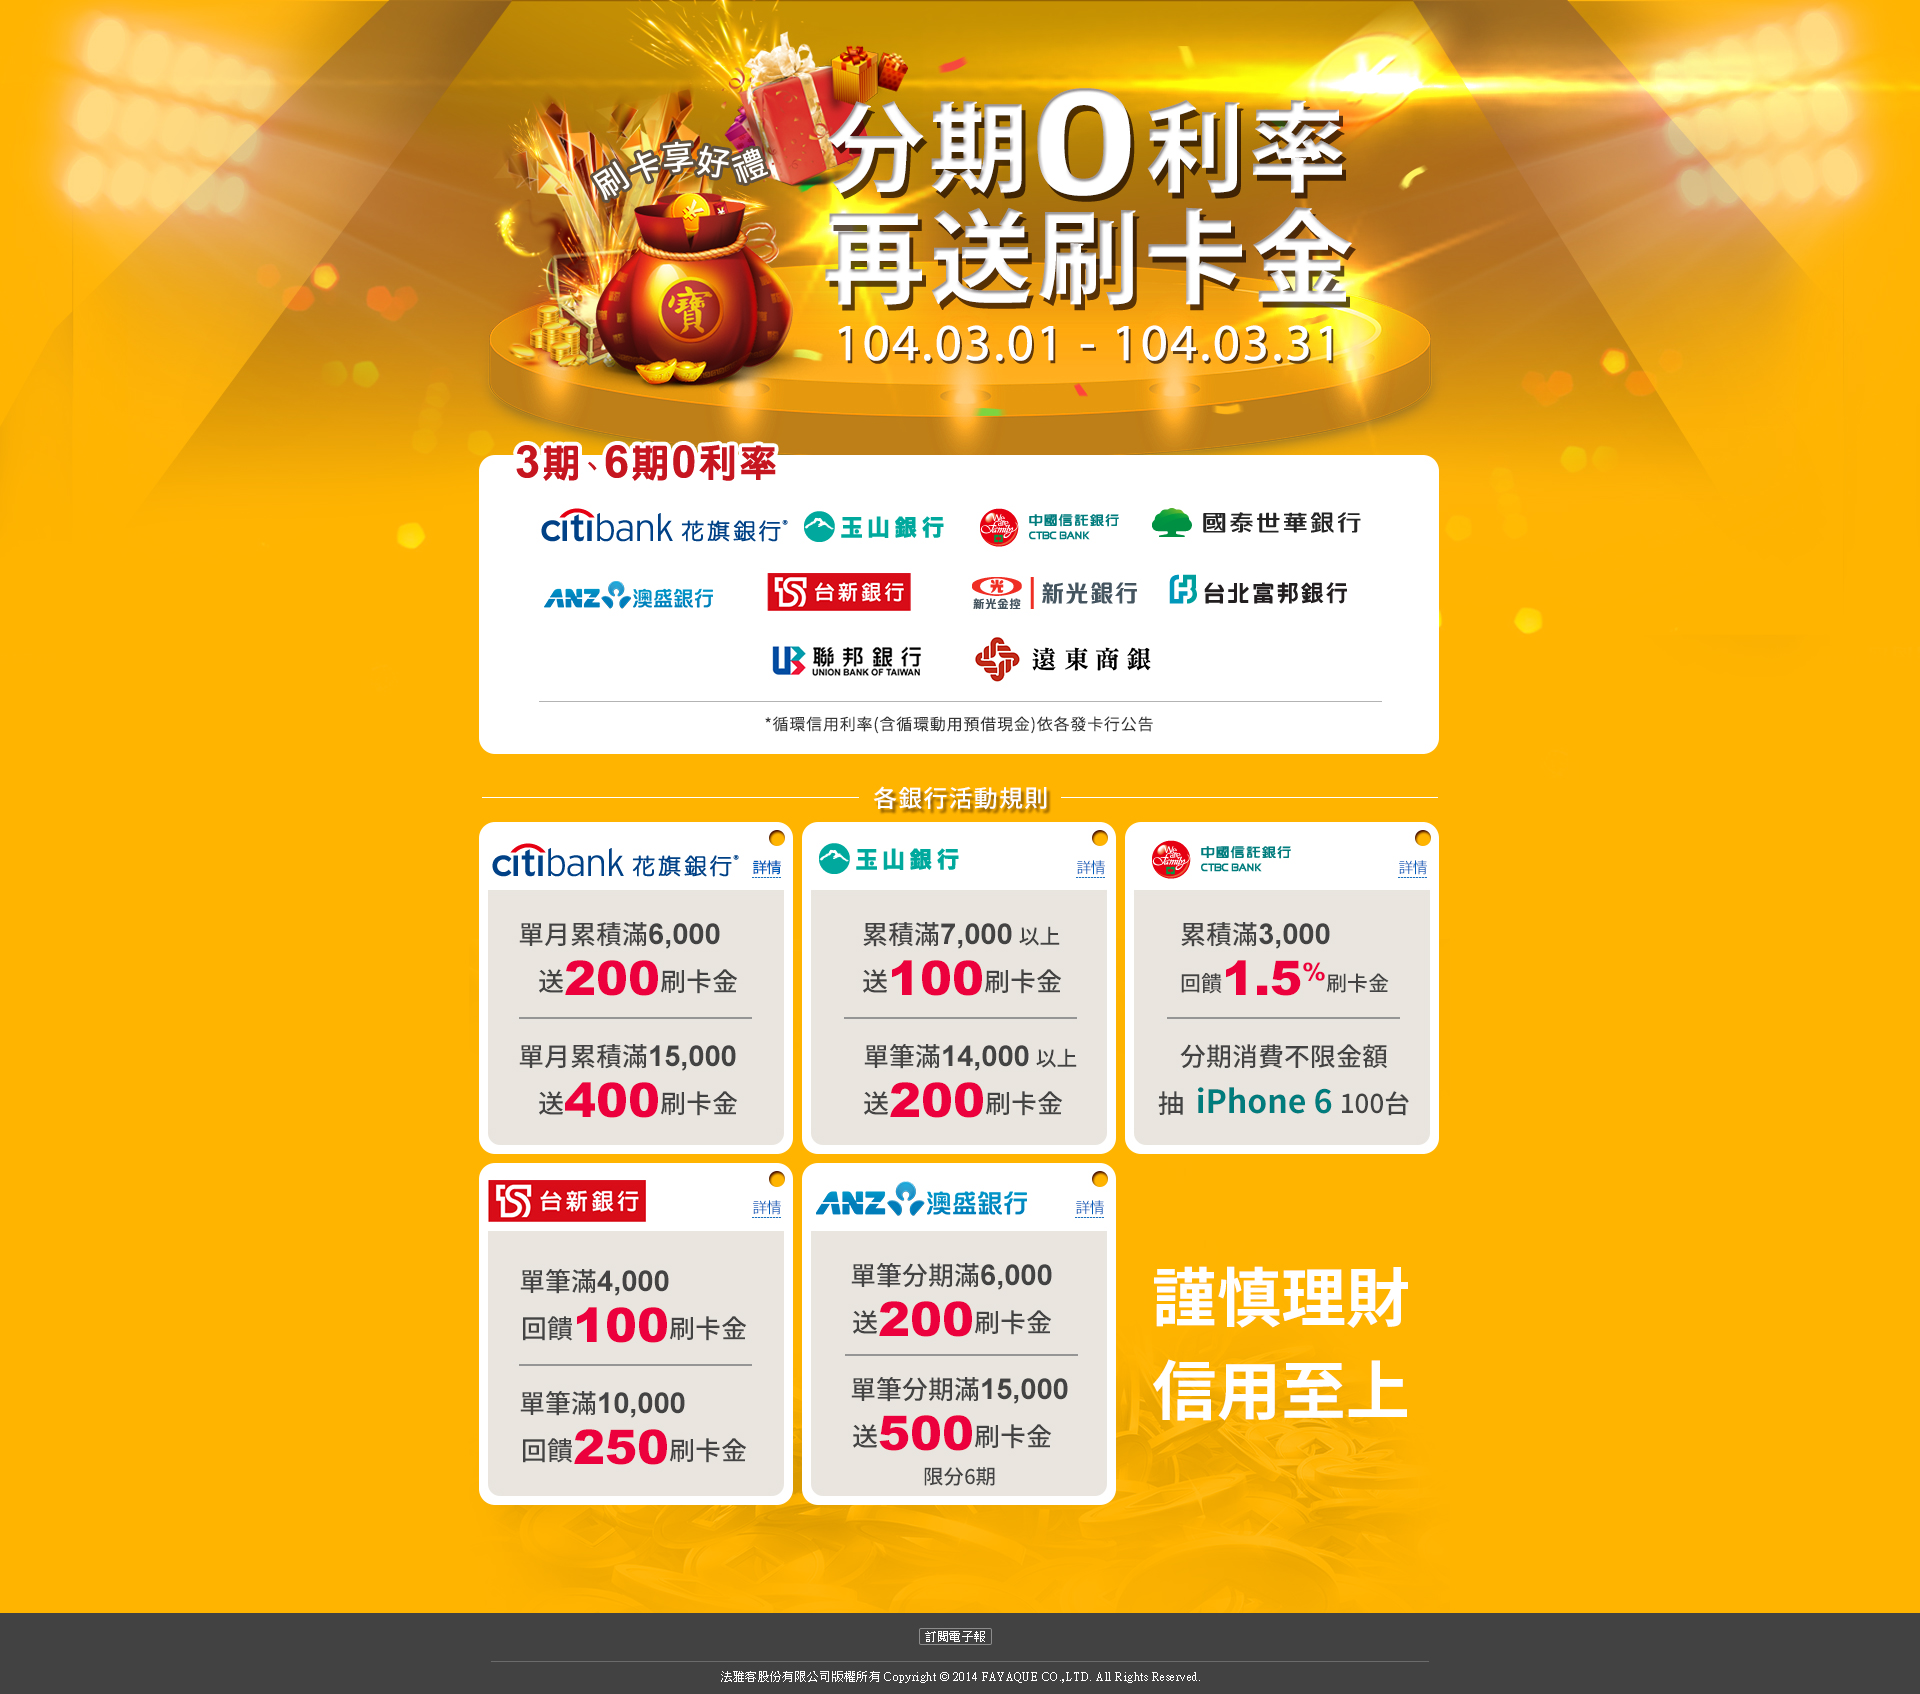 刷卡享好禮
分期0利率
再送刷卡金
104.03.01 - 104.03.31
寶
3期、6期0利率
citibank 花旗銀行®
玉山銀行
We are Family
中國信託銀行
CTBC BANK
國泰世華銀行
ANZ 澳盛銀行
台新銀行
光
新光金控
新光銀行
台北富邦銀行
UB 聯邦銀行
UNION BANK OF TAIWAN
遠東商銀
*循環信用利率(含循環動用預借現金)依各發卡行公告
各銀行活動規則
citibank 花旗銀行® 詳情
單月累積滿6,000
送200刷卡金
單月累積滿15,000
送400刷卡金
玉山銀行 詳情
累積滿7,000 以上
送100刷卡金
單筆滿14,000 以上
送200刷卡金
We are Family
中國信託銀行
CTBC BANK
詳情
累積滿3,000
回饋1.5%刷卡金
分期消費不限金額
抽 iPhone 6 100台
台新銀行 詳情
單筆滿4,000
回饋100刷卡金
單筆滿10,000
回饋250刷卡金
ANZ 澳盛銀行 詳情
單筆分期滿6,000
送200刷卡金
單筆分期滿15,000
送500刷卡金
限分6期
謹慎理財
信用至上
訂閱電子報
法雅客股份有限公司版權所有 Copyright © 2014 FAYAQUE CO.,LTD. All Rights Reserved.